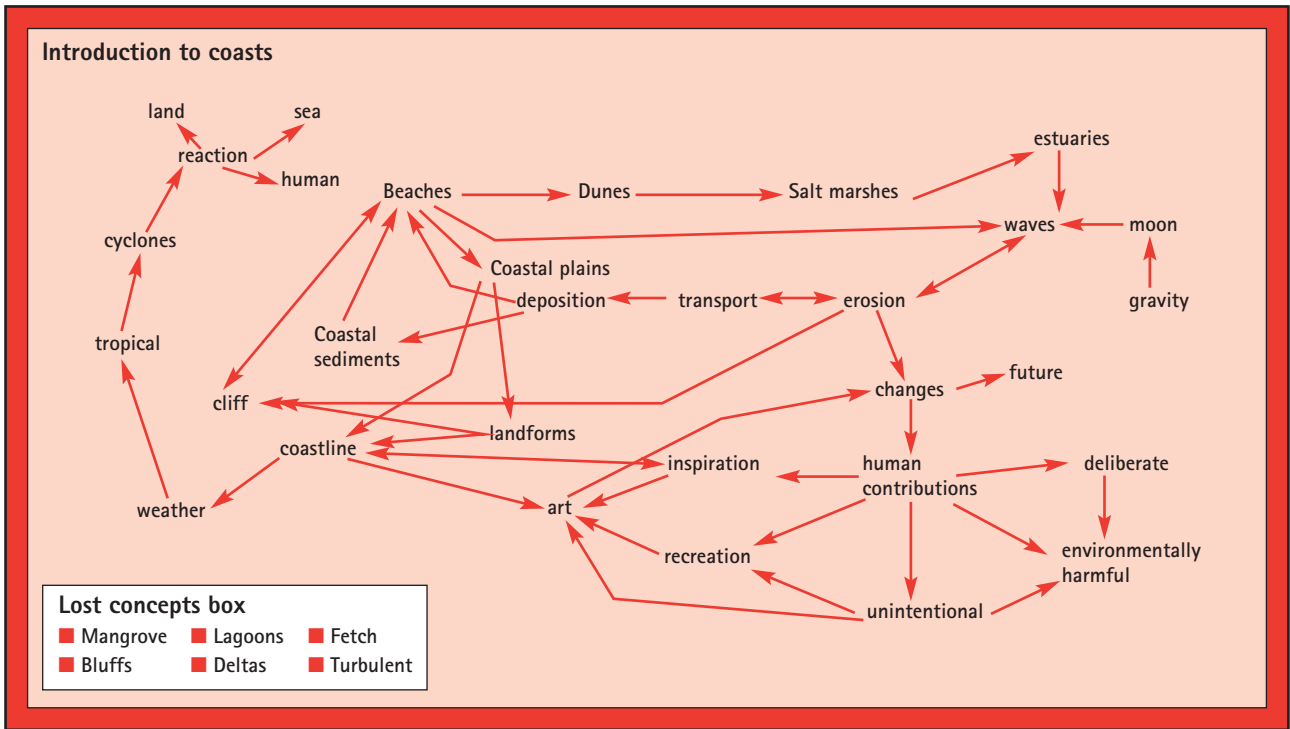 Introduction to coasts
land
sea
reaction
human
estuaries
Beaches
Dunes
Salt marshes
waves
moon
cyclones
Coastal plains
deposition
transport
erosion
gravity
Coastal
sediments
tropical
future
changes
cliff
landforms
coastline
inspiration
human
contributions
deliberate
weather
art
recreation
environmentally
harmful
unintentional
Lost concepts box
Mangrove
Lagoons
Fetch
Bluffs
Deltas
Turbulent